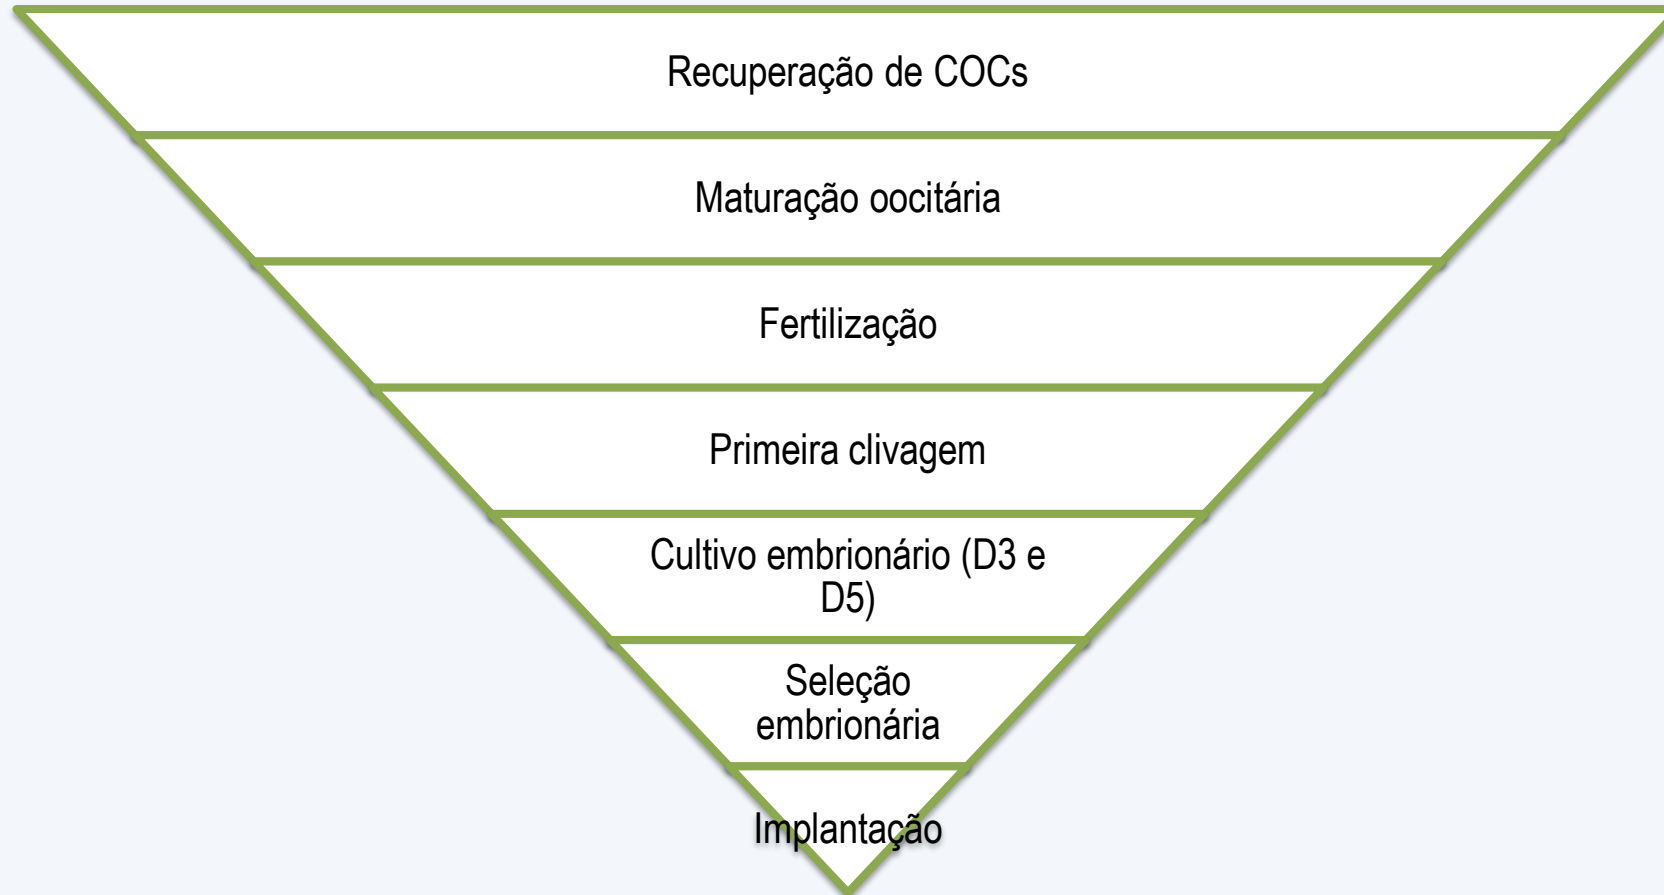 Recuperação de COCs
Maturação oocitária
Fertilização
Primeira clivagem
Cultivo embrionário (D3 e
D5)
Seleção
embrionária
Implantação